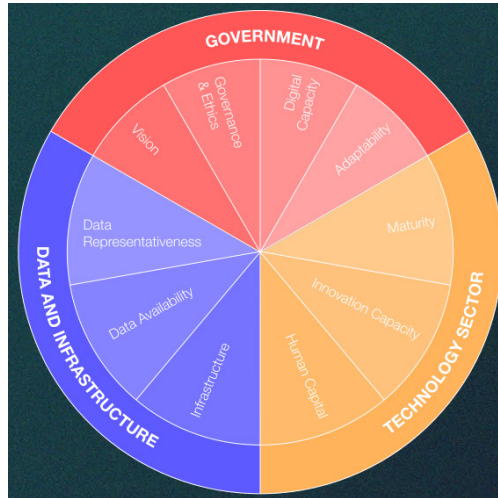 GOVERNMENT
Vision
Governance
& Ethics
Digital
Capacity
Adaptability
Maturity
Innovation Capacity
Human Capital
TECHNOLOGY SECTOR
Infrastructure
Data Availability
Data
Representativeness
DATA AND INFRASTRUCTURE